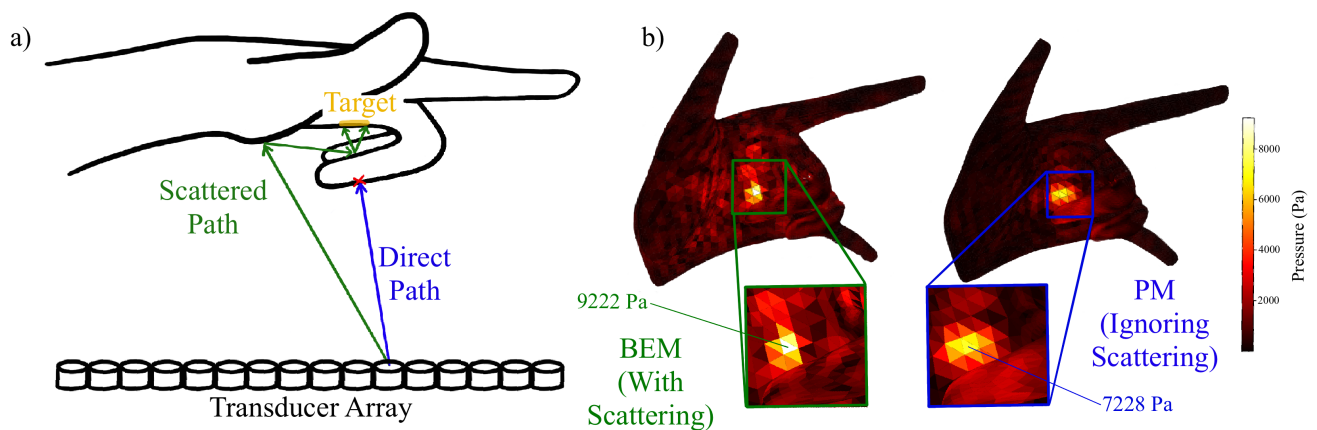 a)
Target
Scattered
Path
Direct
Path
Transducer Array
b)
9222 Pa
BEM
(With
Scattering)
PM
(Ignoring
Scattering)
7228 Pa
8000
6000
4000
2000
Pressure (Pa)